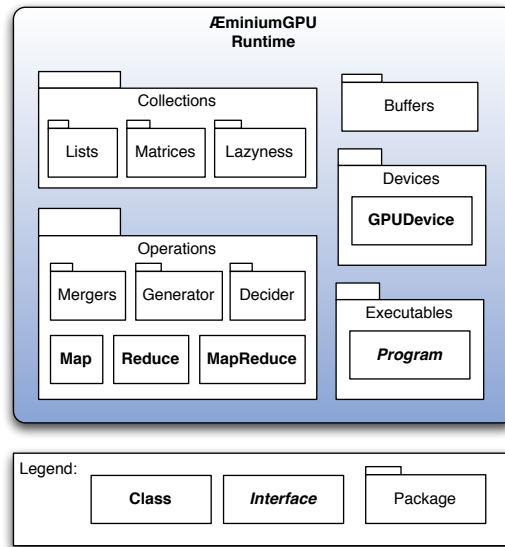 ÆminiumGPU
Runtime
Collections
Lists
Matrices
Lazyness
Buffers
Devices
GPUDevice
Operations
Mergers
Generator
Decider
Map
Reduce
MapReduce
Executables
Program
Legend:
Class
Interface
Package